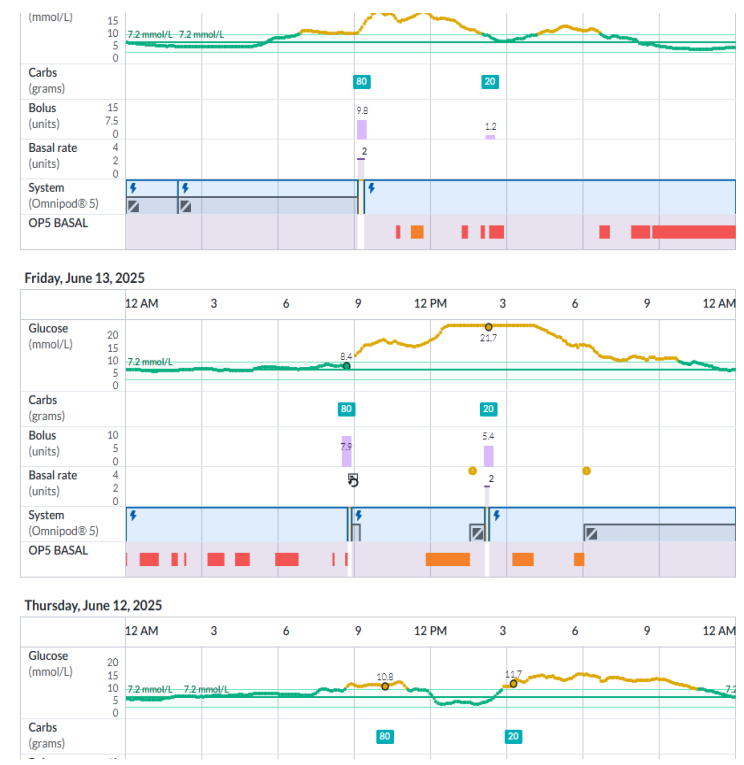 (mmol/L) 15
10
5
0
7.2 mmol/L 7.2 mmol/L
Carbs
(grams)
80 20
Bolus 15
(units) 7.5
0
9.8 1.2
Basal rate 4
(units) 2
0
2
System
(Omnipod® 5)
OP5 BASAL
Friday, June 13, 2025
12 AM 3 6 9 12 PM 3 6 9 12 AM
Glucose 20
(mmol/L) 15
10
5
0
7.2 mmol/L 8.4 21.7
Carbs
(grams)
80 20
Bolus 10
(units) 5
0
7.9 5.4
Basal rate 4
(units) 2
0
2
System
(Omnipod® 5)
OP5 BASAL
Thursday, June 12, 2025
12 AM 3 6 9 12 PM 3 6 9 12 AM
Glucose 20
(mmol/L) 15
10
5
0
7.2 mmol/L 7.2 mmol/L 10.8 11.7 7.2
Carbs
(grams)
80 20